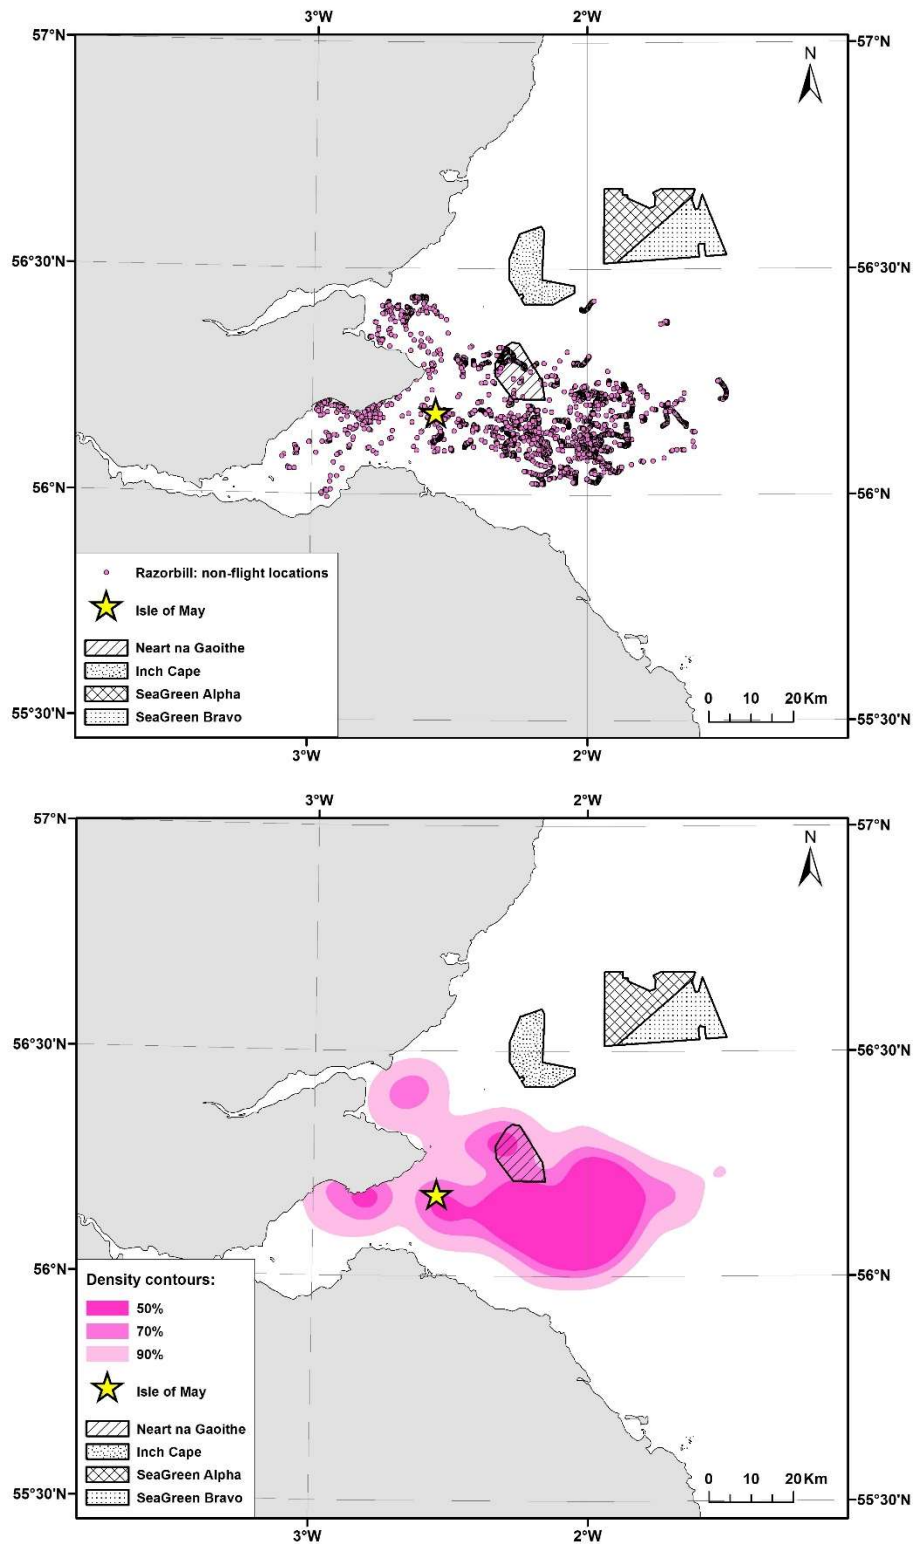 3°W 2°W
57°N 57°N
N
56°30'N 56°30'N
56°N 56°N
Razorbill: non-flight locations
Isle of May
Neart na Gaoithe
Inch Cape
SeaGreen Alpha
SeaGreen Bravo
0 10 20 Km
55°30'N 55°30'N
3°W 2°W
3°W 2°W
57°N 57°N
N
56°30'N 56°30'N
56°N 56°N
Density contours:
50%
70%
90%
Isle of May
Neart na Gaoithe
Inch Cape
SeaGreen Alpha
SeaGreen Bravo
0 10 20 Km
55°30'N 55°30'N
3°W 2°W